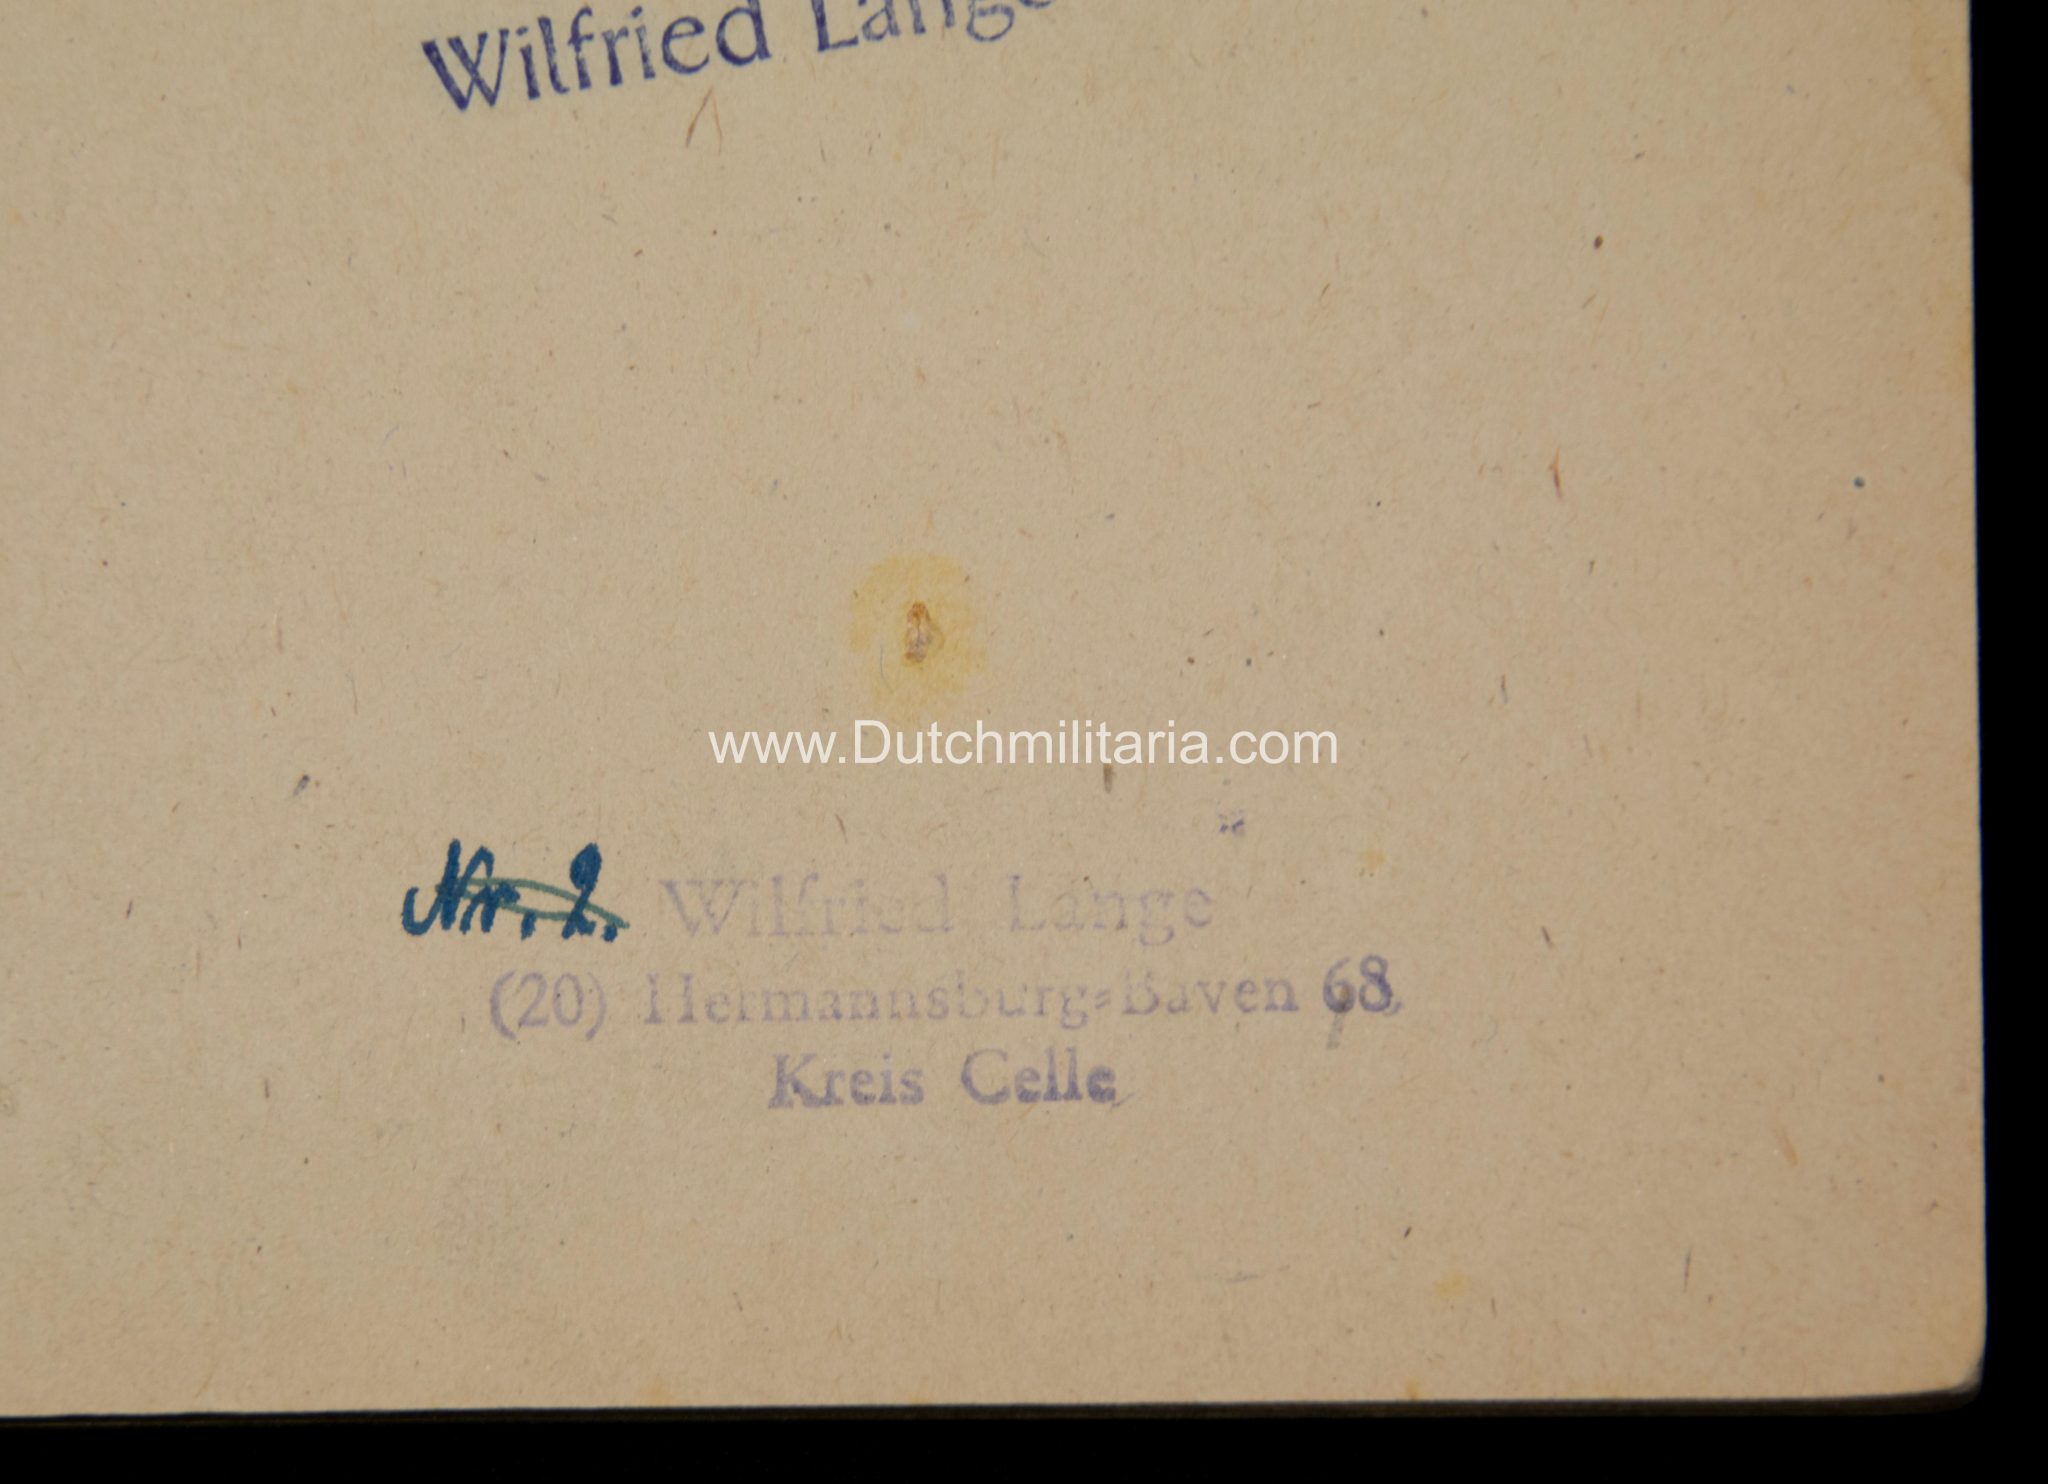 Wilfried Lange
www.Dutchmilitaria.com
Nr. 2. Wilfried Lange
(20) Hermannsburg=Baven 68
Kreis Celle